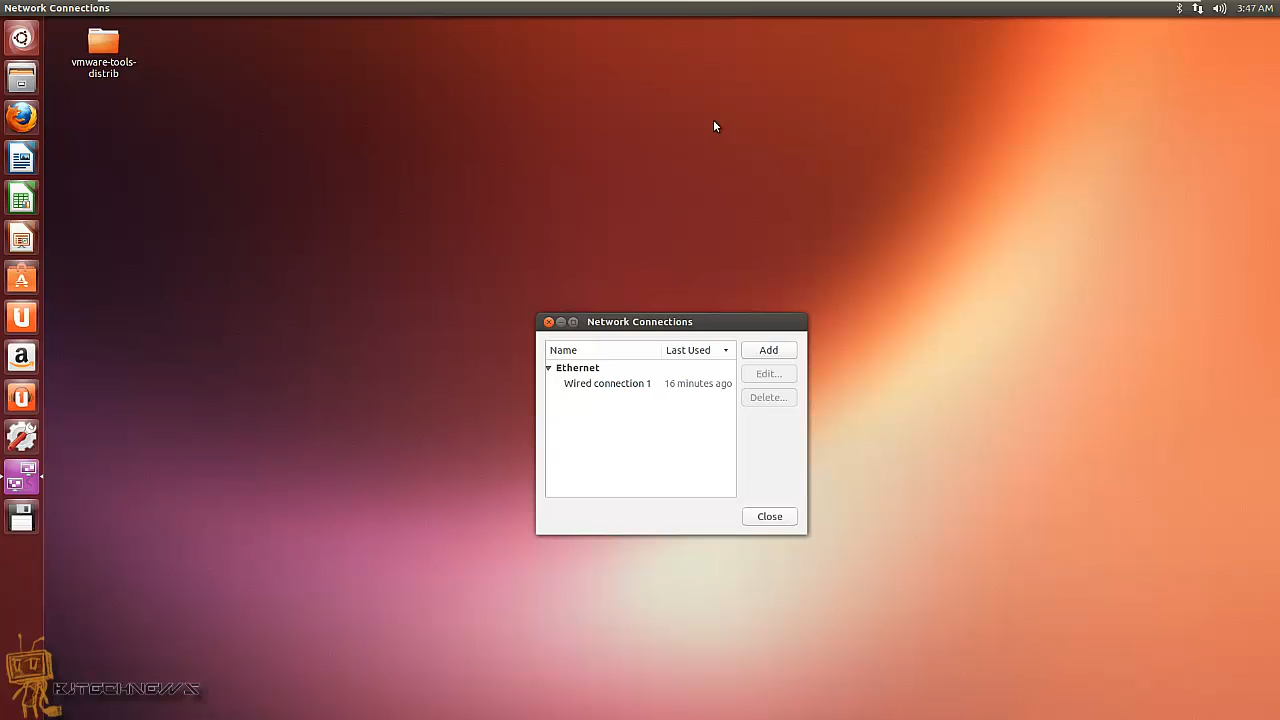 Network Connections
3:47 AM
vmware-tools-
distrib
Network Connections
Name
Last Used
Add
Ethernet
Edit...
Wired connection 1
16 minutes ago
Delete...
Close
KJTECHNEWS